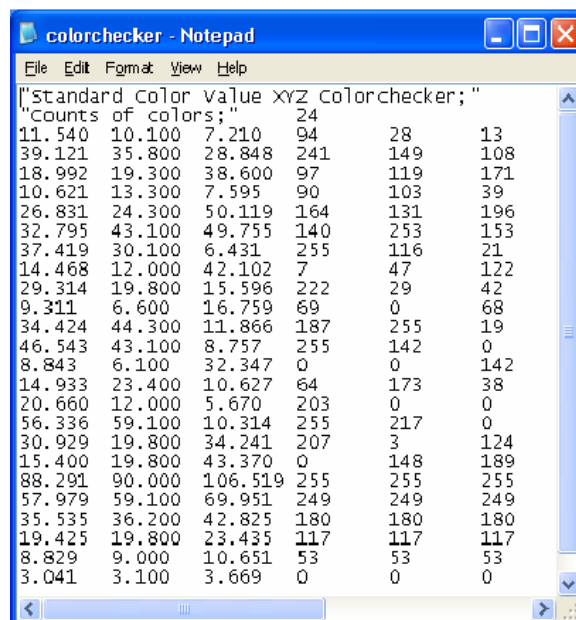 colorchecker - Notepad
File Edit Format View Help
"Standard Color Value XYZ Colorchecker;"
"Counts of colors;" 24
11.540 10.100 7.210 94 28 13
39.121 35.800 28.848 241 149 108
18.992 19.300 38.600 97 119 171
10.621 13.300 7.595 90 103 39
26.831 24.300 50.119 164 131 196
32.795 43.100 49.755 140 253 153
37.419 30.100 6.431 255 116 21
14.468 12.000 42.102 7 47 122
29.314 19.800 15.596 222 29 42
9.311 6.600 16.759 69 0 68
34.424 44.300 11.866 187 255 19
46.543 43.100 8.757 255 142 0
8.843 6.100 32.347 0 0 142
14.933 23.400 10.627 64 173 38
20.660 12.000 5.670 203 0 0
56.336 59.100 10.314 255 217 0
30.929 19.800 34.241 207 3 124
15.400 19.800 43.370 0 148 189
88.291 90.000 106.519 255 255 255
57.979 59.100 69.951 249 249 249
35.535 36.200 42.825 180 180 180
19.425 19.800 23.435 117 117 117
8.829 9.000 10.651 53 53 53
3.041 3.100 3.669 0 0 0